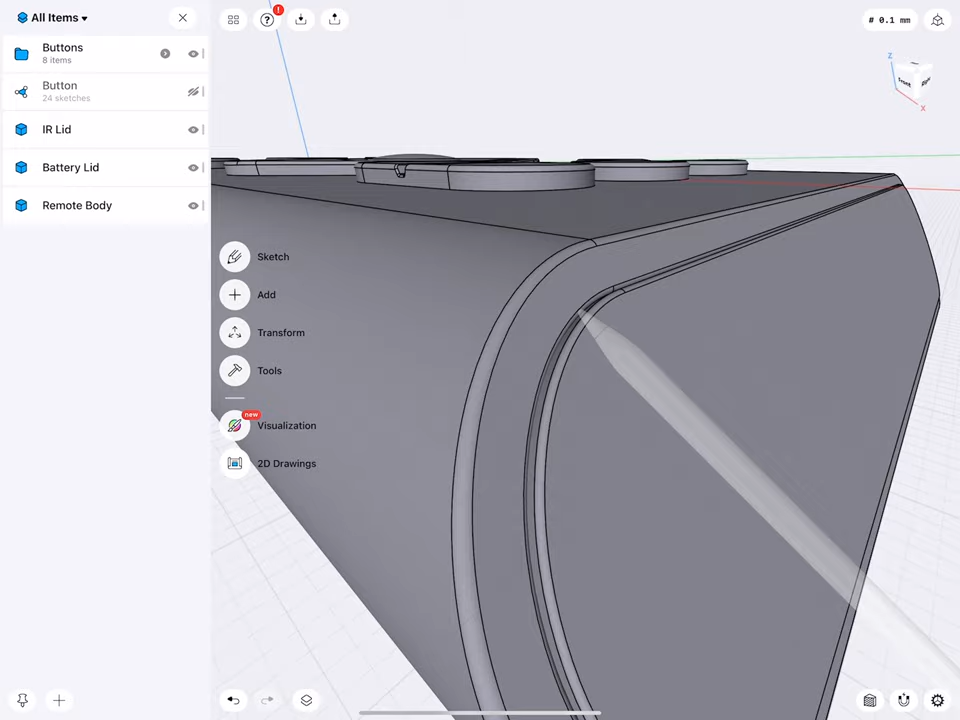 All Items
Buttons
8 items
Button
24 sketches
IR Lid
Battery Lid
Remote Body
Sketch
Add
Transform
Tools
new
Visualization
2D Drawings
?
!
# 0.1 mm
Z
Front
X